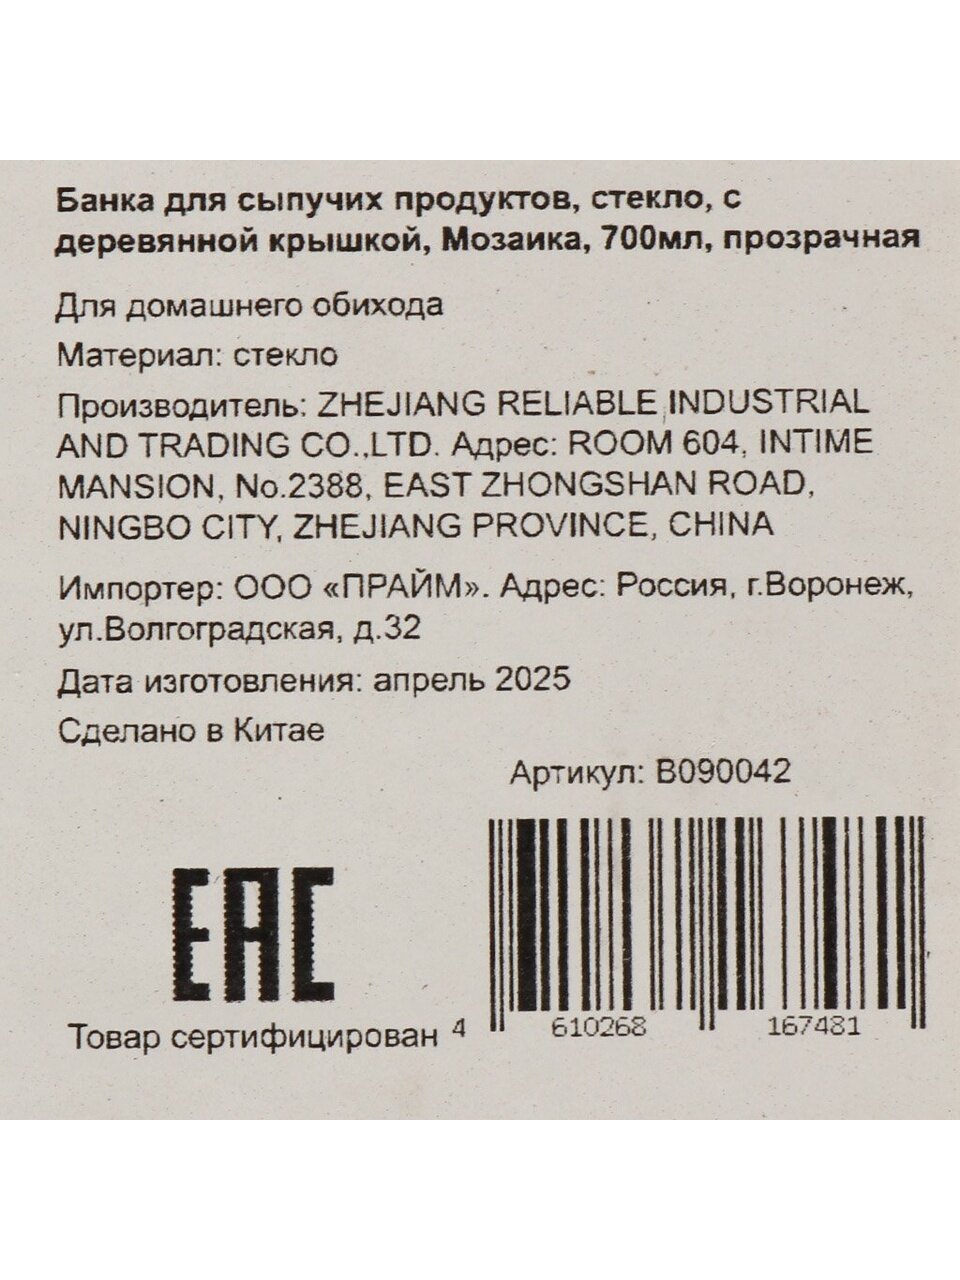 Банка для сыпучих продуктов, стекло, с
деревянной крышкой, Мозаика, 700мл, прозрачная
Для домашнего обихода
Материал: стекло
Производитель: ZHEJIANG RELIABLE INDUSTRIAL
AND TRADING CO.,LTD. Адрес: ROOM 604, INTIME
MANSION, No.2388, EAST ZHONGSHAN ROAD,
NINGBO CITY, ZHEJIANG PROVINCE, CHINA
Импортер: ООО «ПРАЙМ». Адрес: Россия, г.Воронеж,
ул.Волгоградская, д.32
Дата изготовления: апрель 2025
Сделано в Китае
Артикул: B090042
EAC
Товар сертифицирован
4 610268 167481